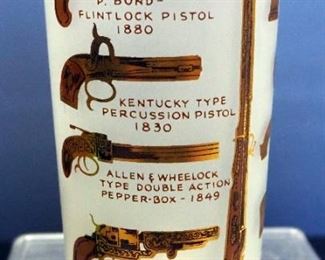 P. BOND-
FLINTLOCK PISTOL
1880
KENTUCKY TYPE
PERCUSSION PISTOL
1830
ALLEN & WHEELOCK
TYPE DOUBLE ACTION
PEPPER-BOX - 1849